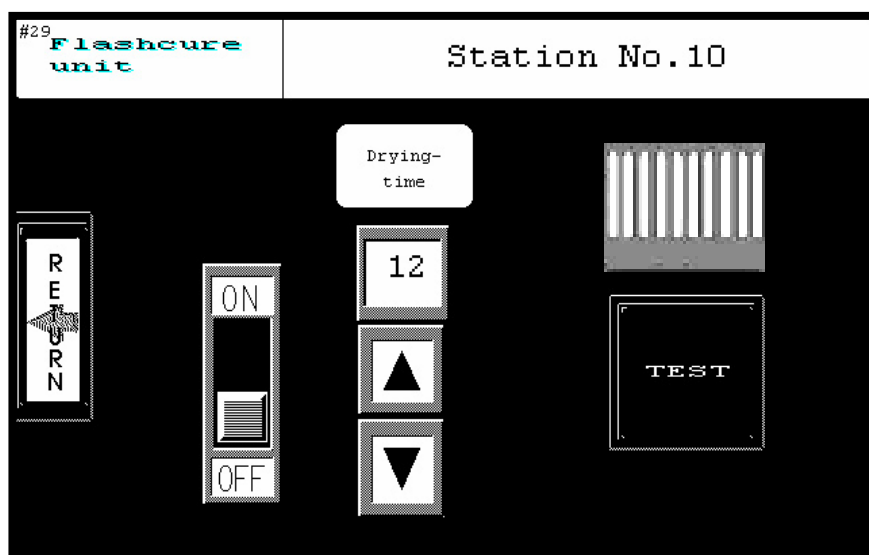 #29
Flashcure
unit
Station No.10
Drying-
time
RETURN
ON
12
TEST
OFF